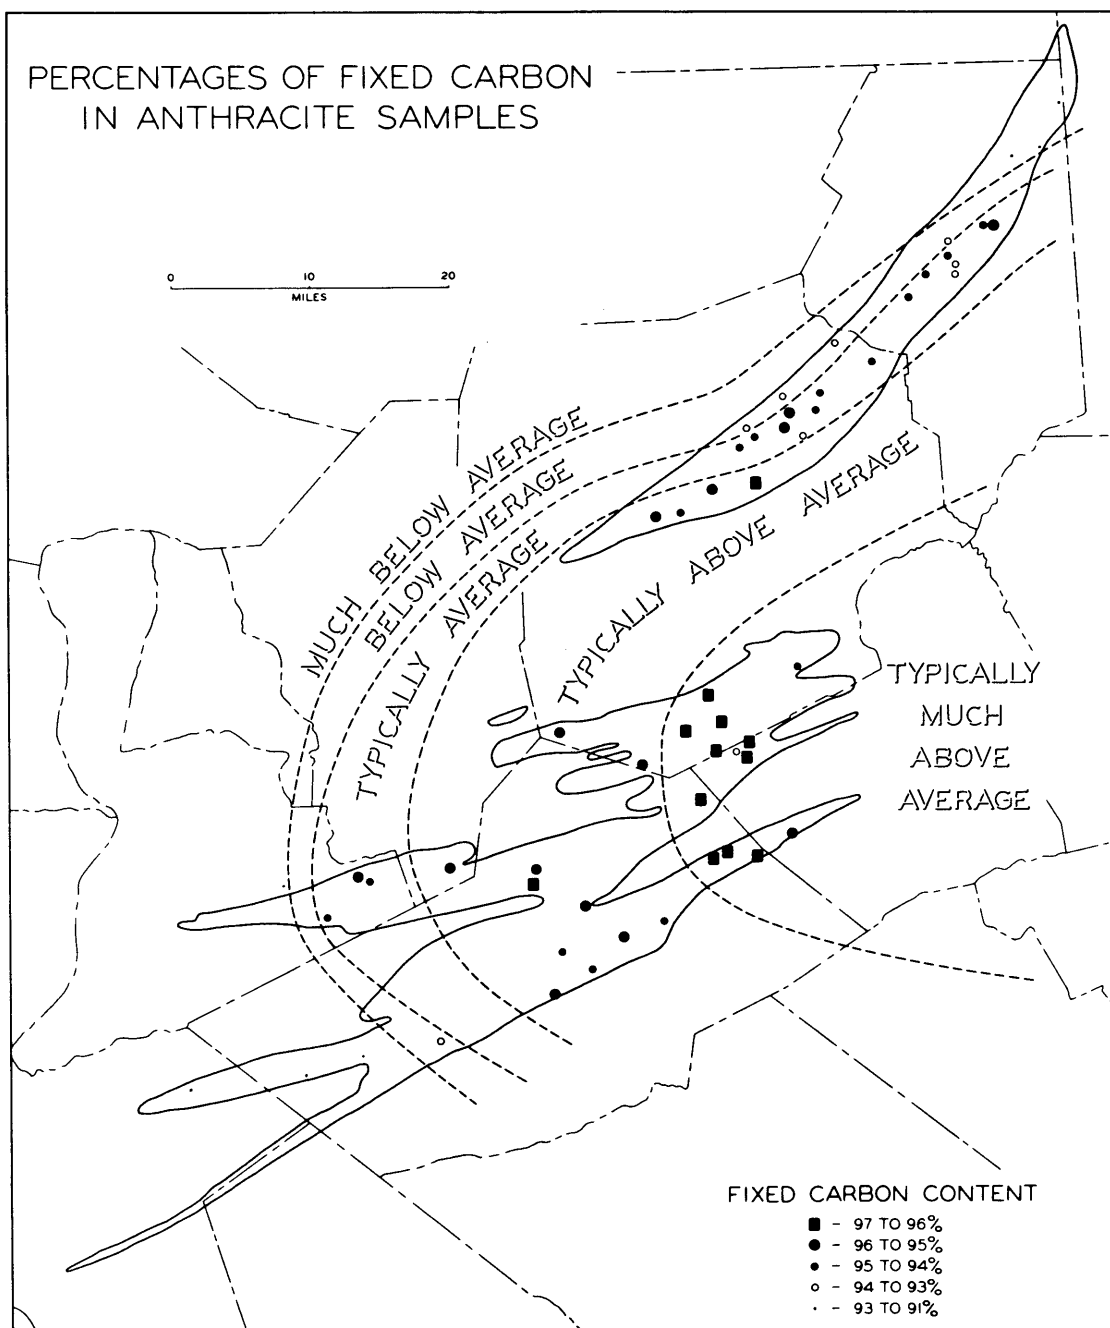 PERCENTAGES OF FIXED CARBON
IN ANTHRACITE SAMPLES
0 10 20
MILES
MUCH BELOW AVERAGE
BELOW AVERAGE
TYPICALLY AVERAGE
TYPICALLY ABOVE AVERAGE
TYPICALLY
MUCH
ABOVE
AVERAGE
FIXED CARBON CONTENT
- 97 TO 96%
- 96 TO 95%
- 95 TO 94%
- 94 TO 93%
- 93 TO 91%